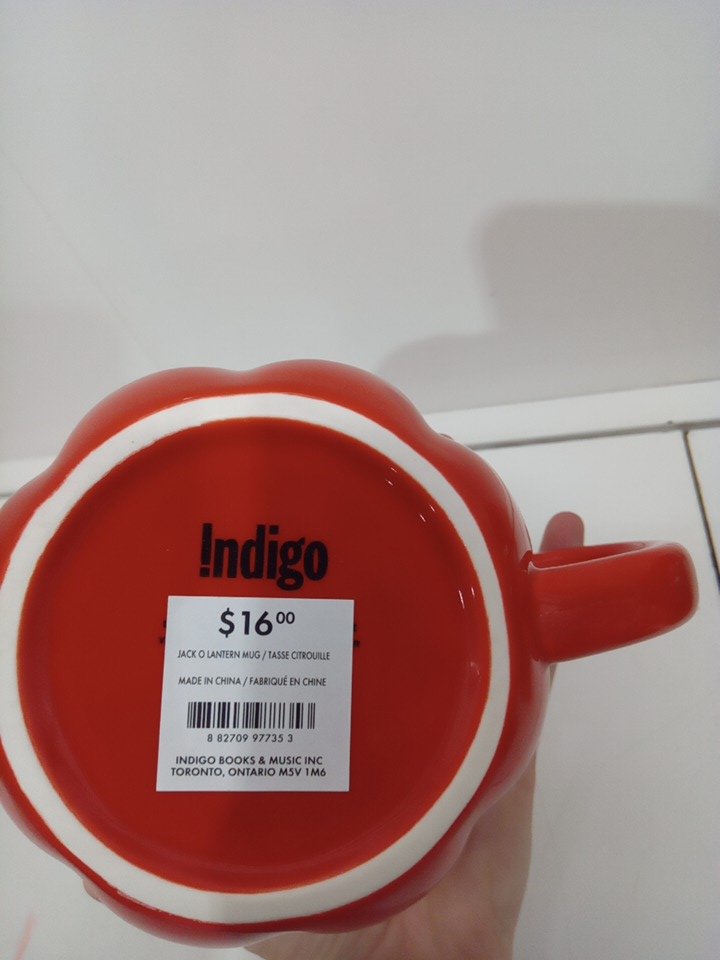 Indigo
$16⁰⁰
JACK O LANTERN MUG / TASSE CITROUILLE
MADE IN CHINA / FABRIQUÉ EN CHINE
8 82709 97735 3
INDIGO BOOKS & MUSIC INC
TORONTO, ONTARIO M5V 1M6